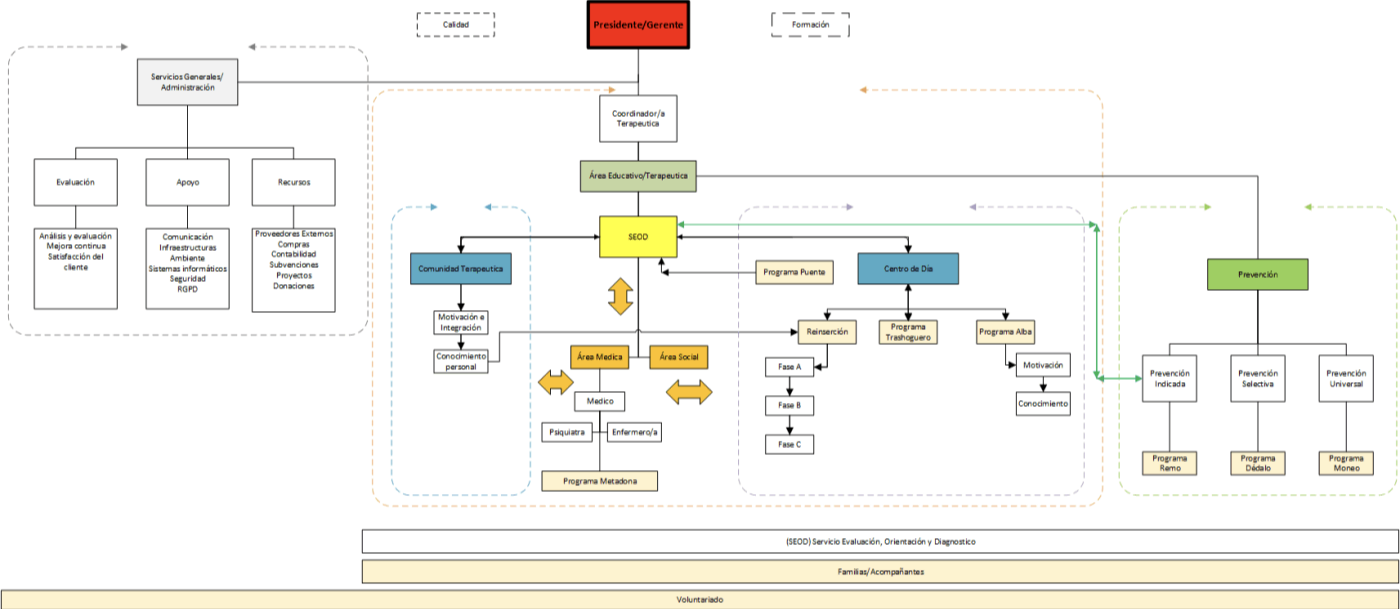 Calidad
Presidente/Gerente
Formación
Servicios Generales/
Administración
Coordinador/a
Terapeutica
Evaluación
Apoyo
Recursos
Área Educativo/Terapeutica
Análisis y evaluación
Mejora continua
Satisfacción del
cliente
Comunicación
Infraestructuras
Ambiente
Sistemas informáticos
Seguridad
RGPD
Proveedores Externos
Compras
Contabilidad
Subvenciones
Proyectos
Donaciones
SEOD
Comunidad Terapeutica
Programa Puente
Centro de Día
Prevención
Motivación e
Integración
Conocimiento
personal
Reinserción
Programa
Trashoguero
Programa Alba
Área Medica
Área Social
Fase A
Fase B
Fase C
Motivación
Conocimiento
Medico
Psiquiatra
Enfermero/a
Programa Metadona
Prevención
Indicada
Prevención
Selectiva
Prevención
Universal
Programa
Remo
Programa
Dédalo
Programa
Moneo
(SEOD) Servicio Evaluación, Orientación y Diagnostico
Familias/Acompañantes
Voluntariado